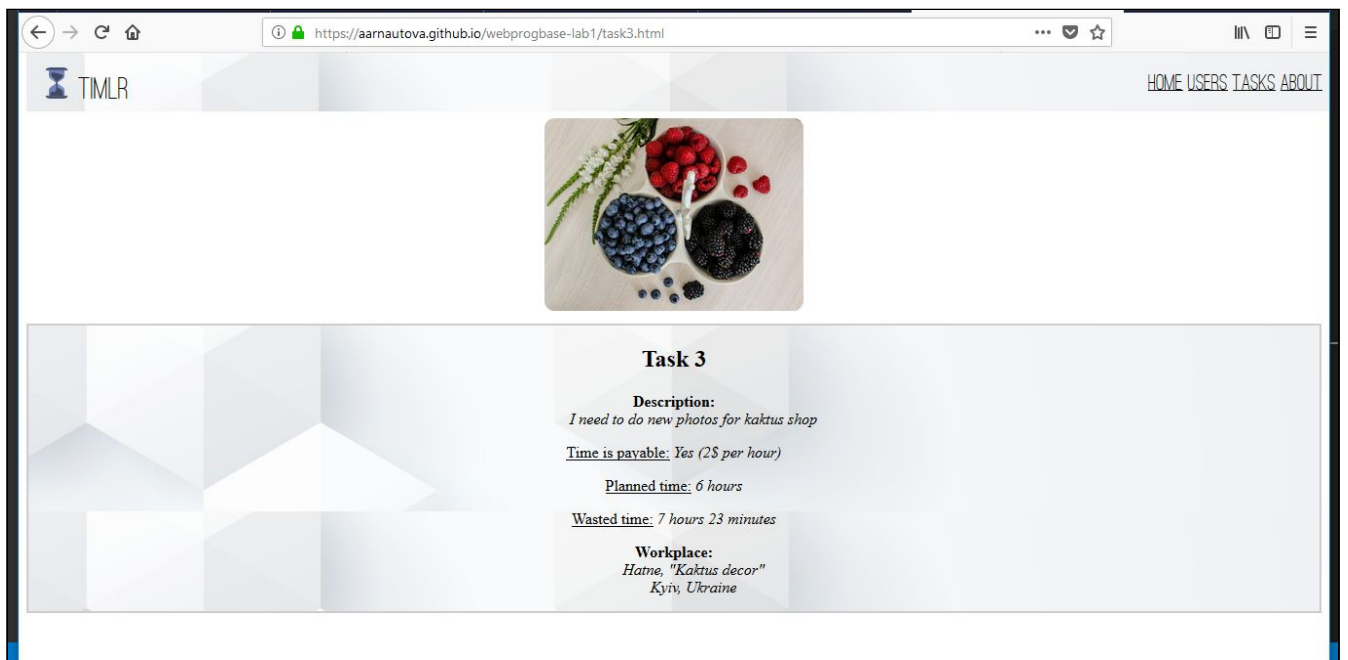 https://aarnautova.github.io/webprogbase-lab1/task3.html
TIMLR
HOME USERS TASKS ABOUT
Task 3
Description:
I need to do new photos for kaktus shop
Time is payable: Yes (2$ per hour)
Planned time: 6 hours
Wasted time: 7 hours 23 minutes
Workplace:
Hatne, "Kaktus decor"
Kyiv, Ukraine